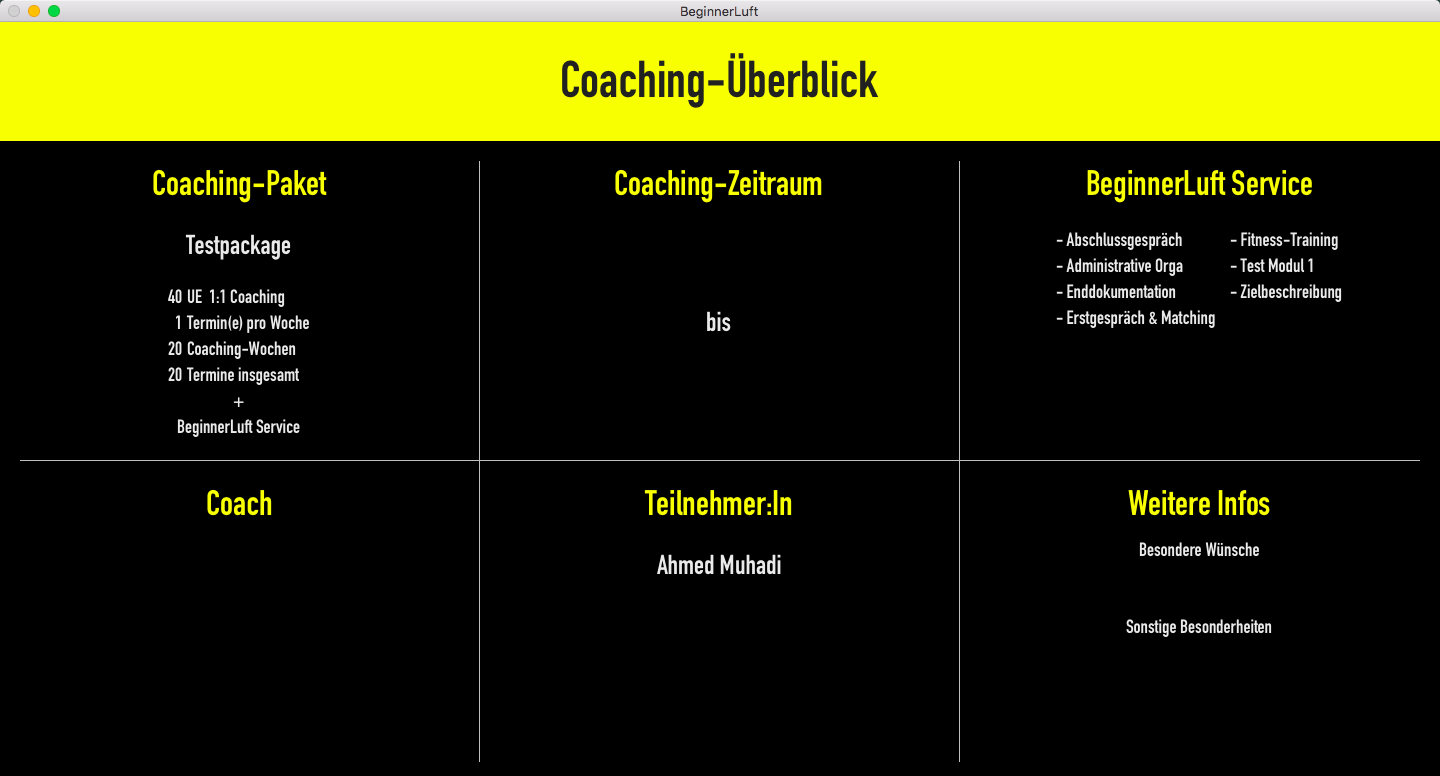 BeginnerLuft
Coaching-Überblick
Coaching-Paket
Testpackage
40 UE 1:1 Coaching
1 Termin(e) pro Woche
20 Coaching-Wochen
20 Termine insgesamt
+
BeginnerLuft Service
Coaching-Zeitraum
bis
BeginnerLuft Service
- Abschlussgespräch
- Administrative Orga
- Enddokumentation
- Erstgespräch & Matching
- Fitness-Training
- Test Modul 1
- Zielbeschreibung
Coach
Teilnehmer:In
Ahmed Muhadi
Weitere Infos
Besondere Wünsche
Sonstige Besonderheiten